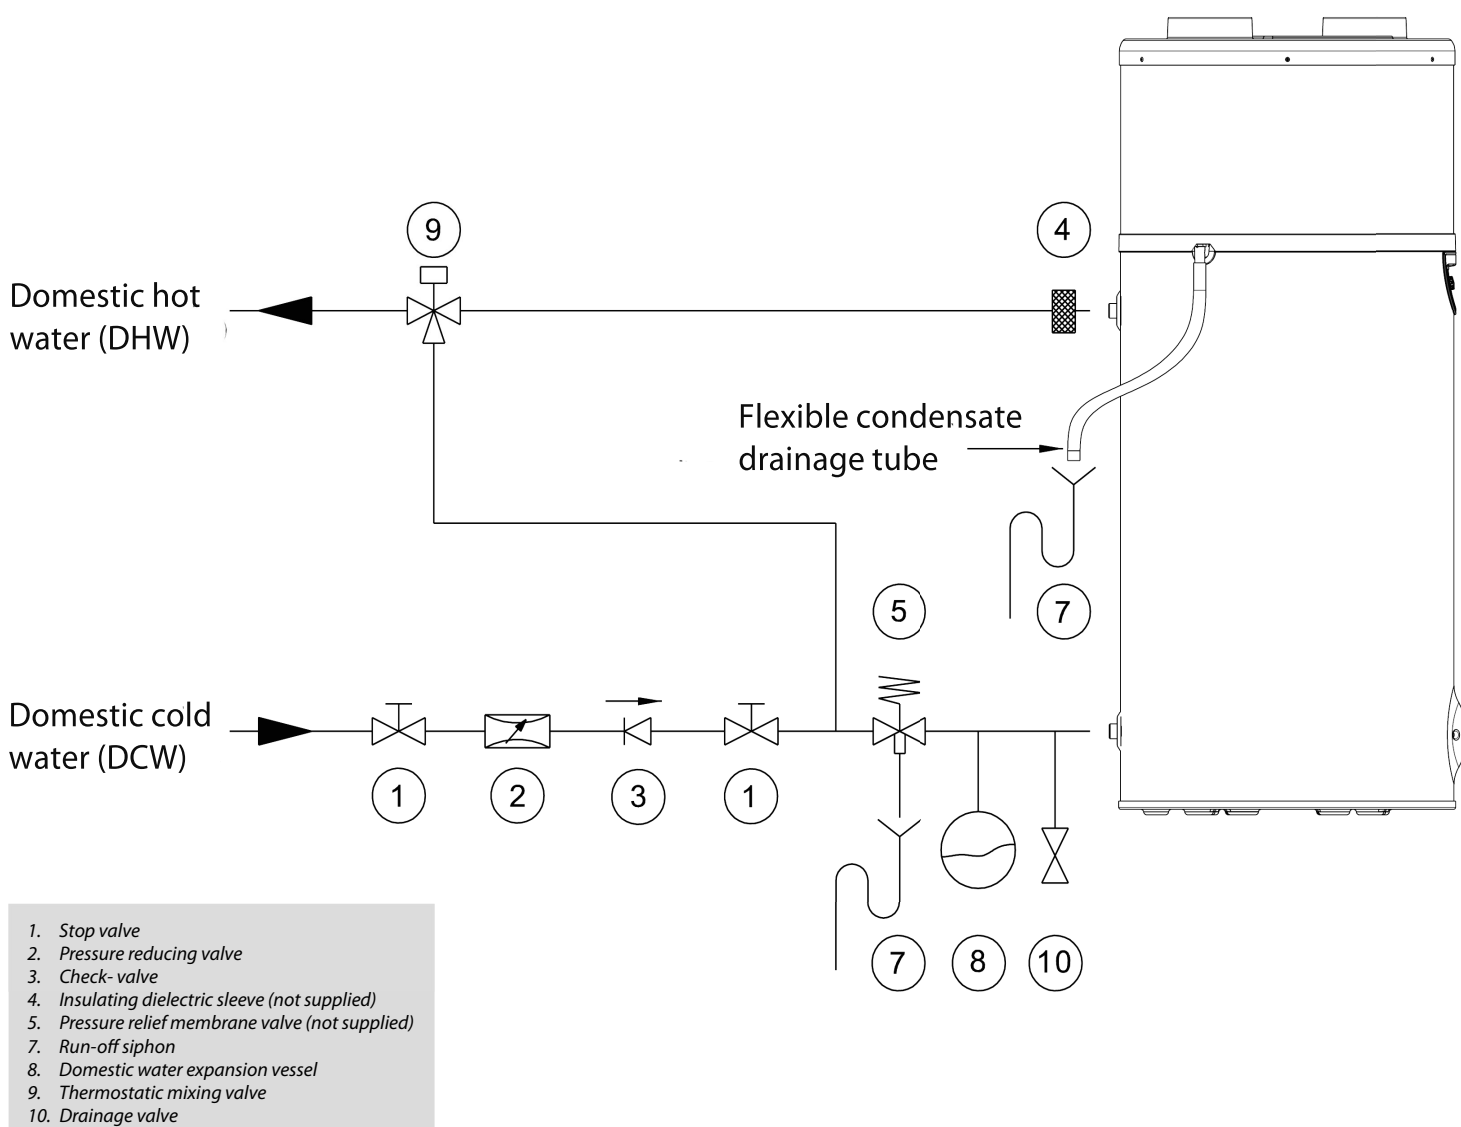 9
4
Domestic hot
water (DHW)
Flexible condensate
drainage tube
5
7
Domestic cold
water (DCW)
1
2
3
1
7
8
10
1. Stop valve
2. Pressure reducing valve
3. Check- valve
4. Insulating dielectric sleeve (not supplied)
5. Pressure relief membrane valve (not supplied)
7. Run-off siphon
8. Domestic water expansion vessel
9. Thermostatic mixing valve
10. Drainage valve